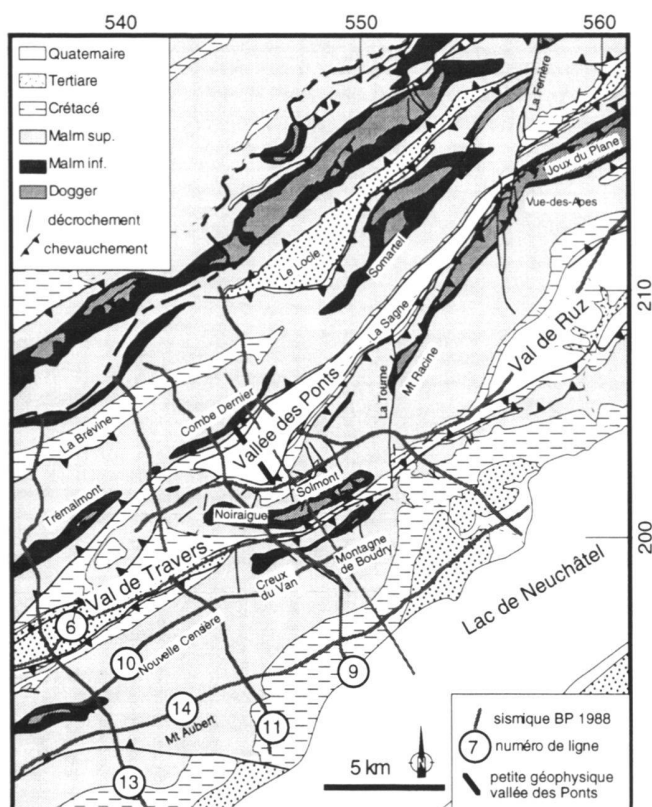 540 550 560
Quaternaire
Tertiare
Crétacé
Malm sup.
Malm inf.
Dogger
décrochement
chevauchement
La Ferrière
Joux du Plane
Vue-des-Alpes
Le Locle
Somartel
210
La Sagne
Val de Ruz
Mt Racine
La Tourne
Vallée des Ponts
Combe Dernier
La Brévine
Trémalmont
Solmont
Noiraigue
200
Val de Travers
Montagne
de Boudry
Creux
du Van
Lac de Neuchâtel
6
Nouvelle Censère
10
9
14
Mt Aubert
11
13
N
5 km
sismique BP 1988
7 numéro de ligne
petite géophysique
vallée des Ponts